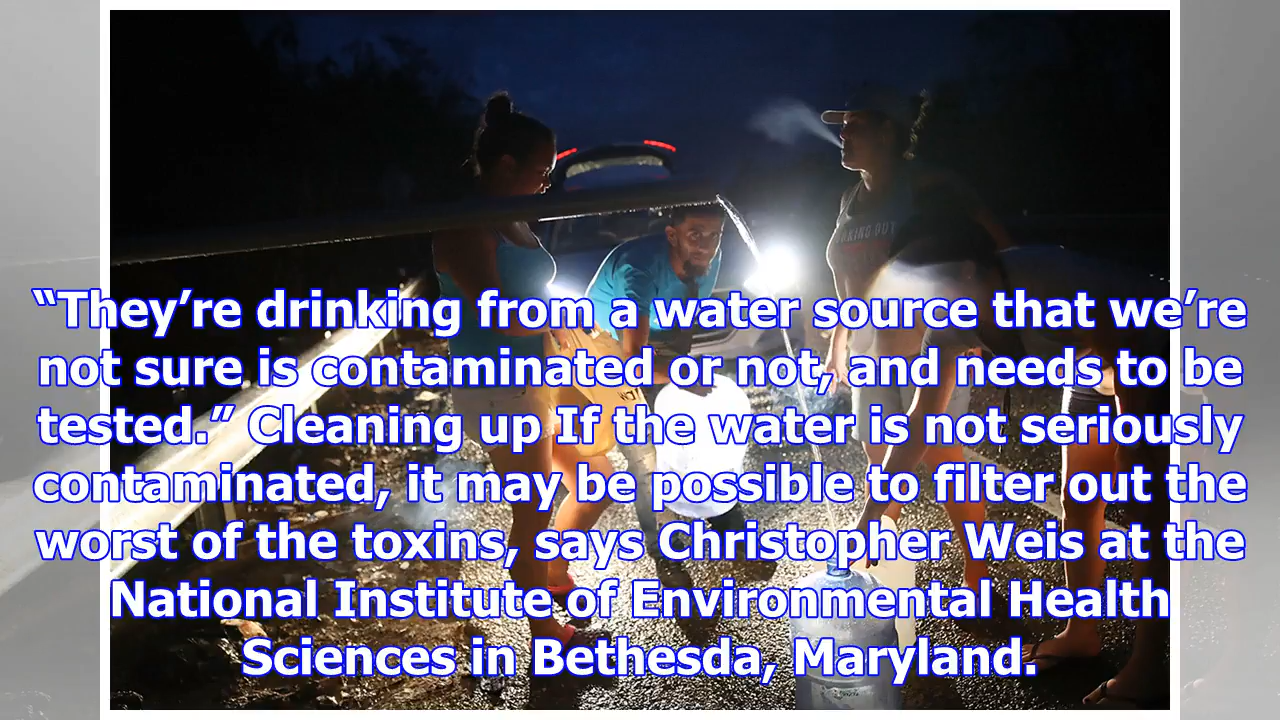 “They’re drinking from a water source that we’re
not sure is contaminated or not, and needs to be
tested.” Cleaning up If the water is not seriously
contaminated, it may be possible to filter out the
worst of the toxins, says Christopher Weis at the
National Institute of Environmental Health
Sciences in Bethesda, Maryland.